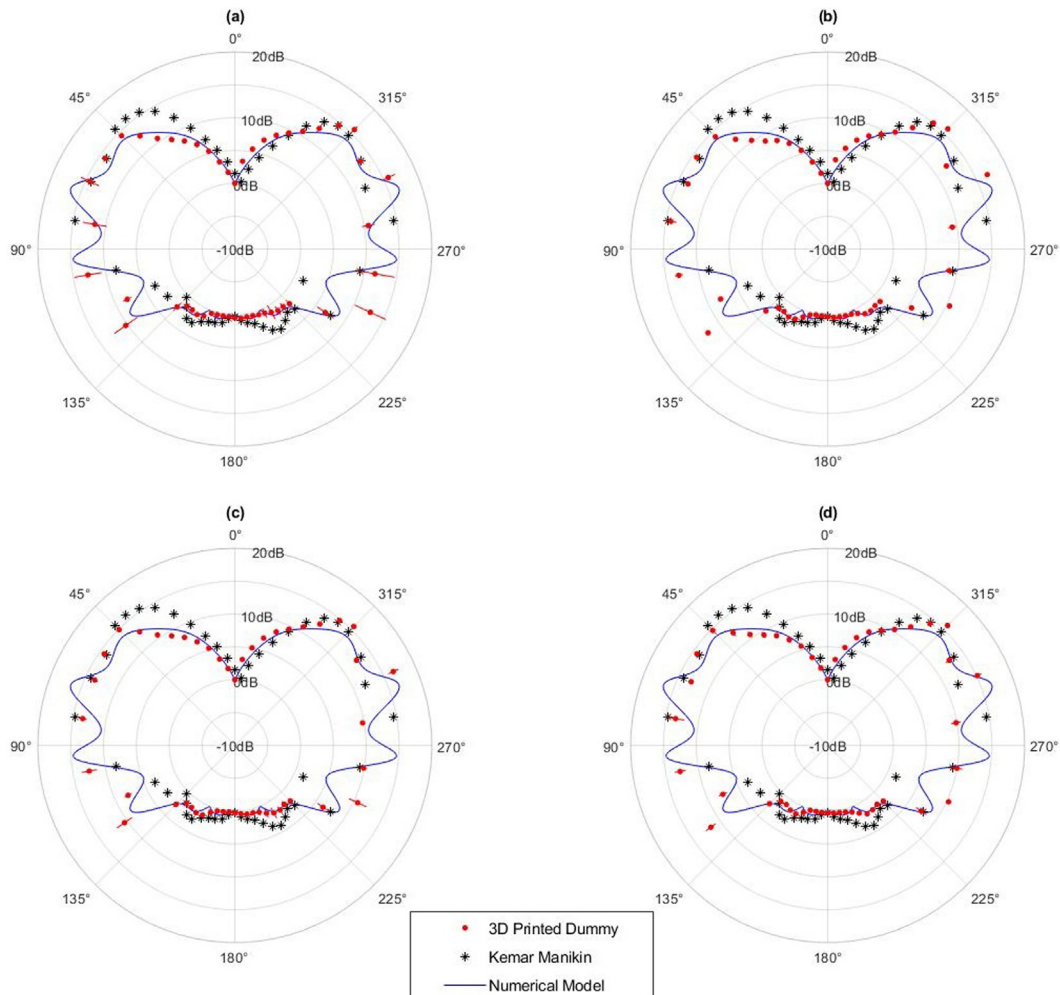 (a)
0°
20dB
45°
315°
10dB
0dB
90°
-10dB
270°
135°
225°
180°
(b)
0°
20dB
45°
315°
10dB
0dB
90°
-10dB
270°
135°
225°
180°
(c)
0°
20dB
45°
315°
10dB
0dB
90°
-10dB
270°
135°
225°
180°
(d)
0°
20dB
45°
315°
10dB
0dB
90°
-10dB
270°
135°
225°
180°
3D Printed Dummy
Kemar Manikin
Numerical Model